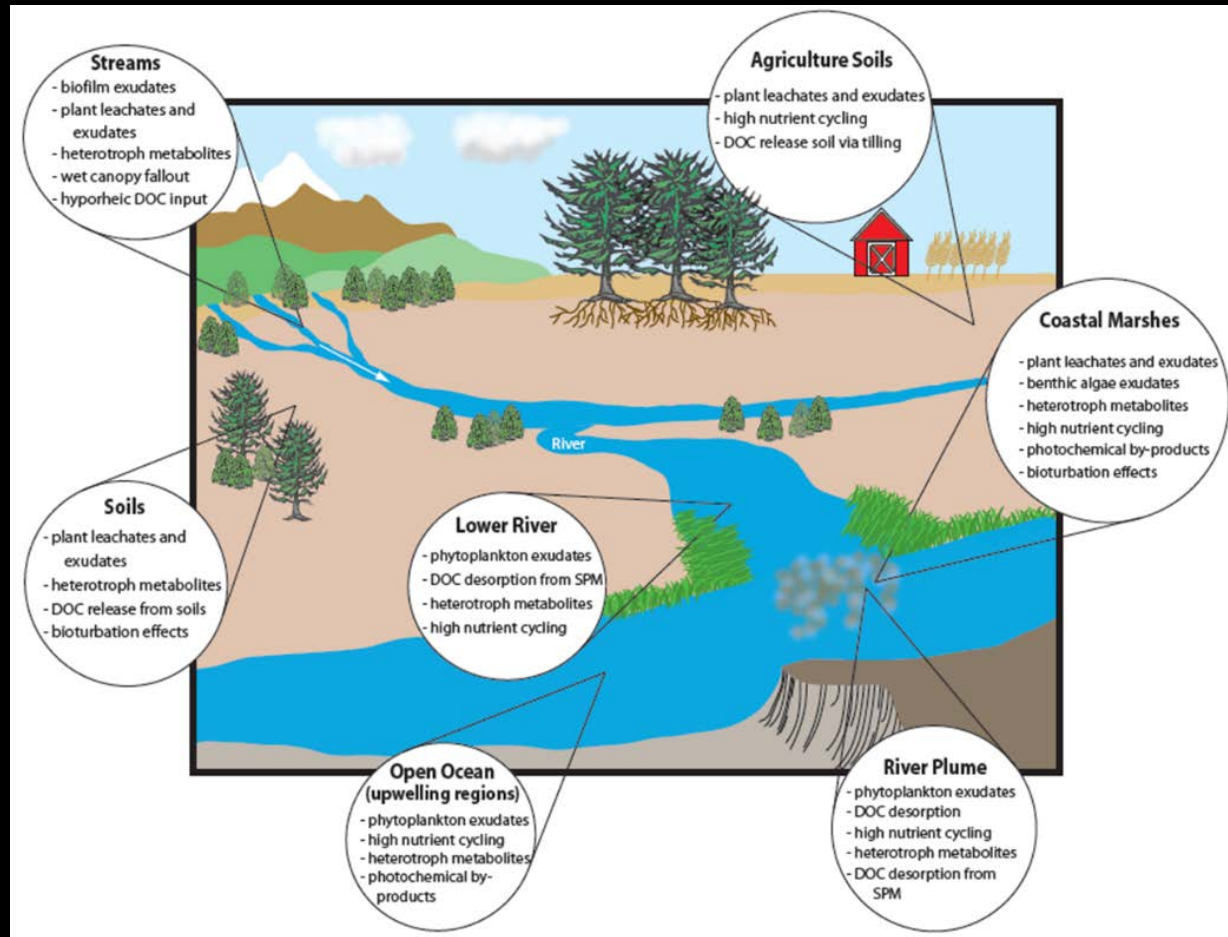 Streams
- biofilm exudates
- plant leachates and
exudates
- heterotroph metabolites
- wet canopy fallout
- hyporheic DOC input
Agriculture Soils
- plant leachates and exudates
- high nutrient cycling
- DOC release soil via tilling
Coastal Marshes
- plant leachates and exudates
- benthic algae exudates
- heterotroph metabolites
- high nutrient cycling
- photochemical by-products
- bioturbation effects
River
Soils
- plant leachates and
exudates
- heterotroph metabolites
- DOC release from soils
- bioturbation effects
Lower River
- phytoplankton exudates
- DOC desorption from SPM
- heterotroph metabolites
- high nutrient cycling
Open Ocean
(upwelling regions)
- phytoplankton exudates
- high nutrient cycling
- heterotroph metabolites
- photochemical by-
products
River Plume
- phytoplankton exudates
- DOC desorption
- high nutrient cycling
- heterotroph metabolites
- DOC desorption from
SPM